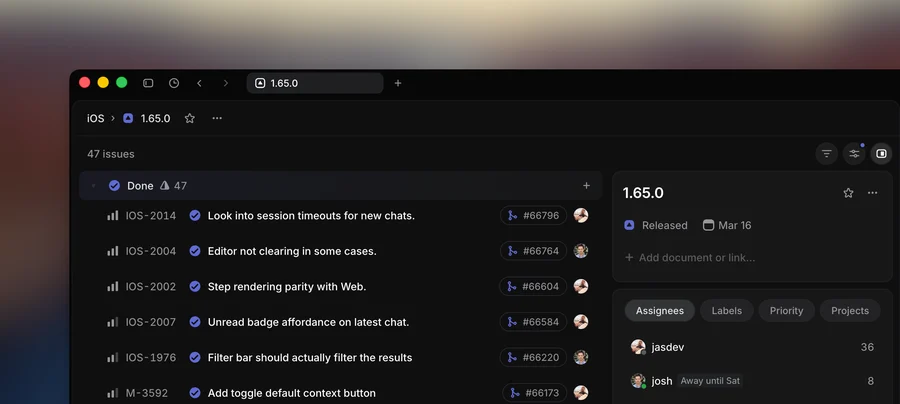 1.65.0
iOS › 1.65.0
47 issues
Done 47
IOS-2014 Look into session timeouts for new chats. #66796
IOS-2004 Editor not clearing in some cases. #66764
IOS-2002 Step rendering parity with Web. #66604
IOS-2007 Unread badge affordance on latest chat. #66584
IOS-1976 Filter bar should actually filter the results #66220
M-3592 Add toggle default context button #66173
1.65.0
Released Mar 16
+ Add document or link...
Assignees Labels Priority Projects
jasdev 36
josh Away until Sat 8